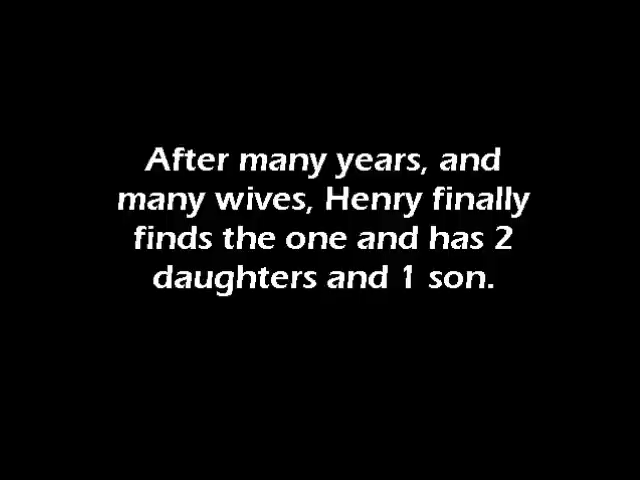 After many years, and
many wives, Henry finally
finds the one and has 2
daughters and 1 son.